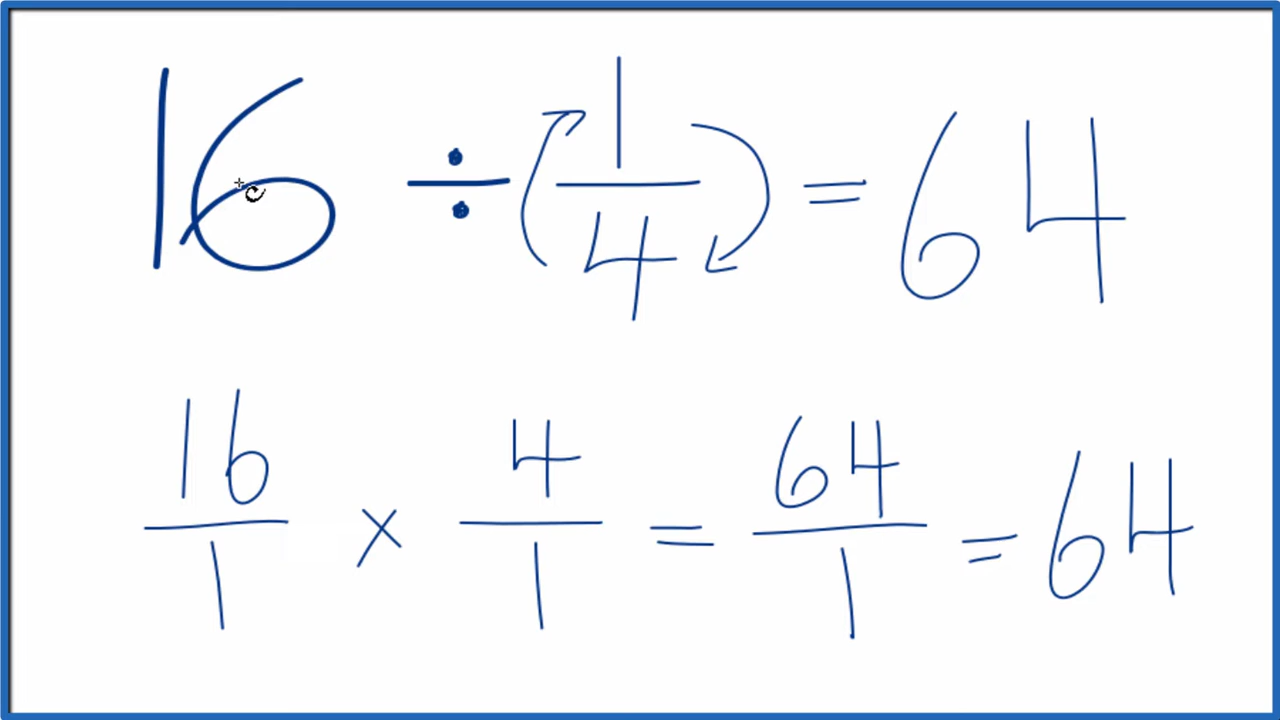 16 ÷ 1/4 = 64
16/1 × 4/1 = 64/1 = 64